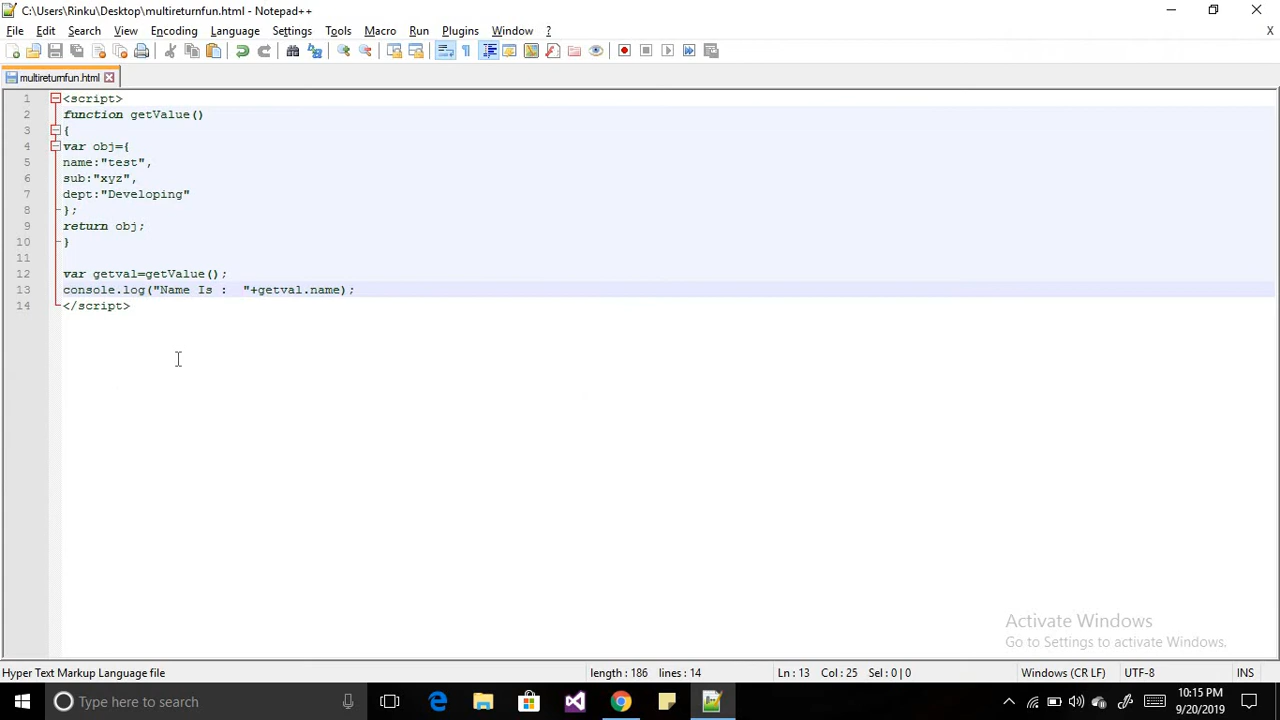 C:\Users\Rinku\Desktop\multireturnfun.html - Notepad++
File Edit Search View Encoding Language Settings Tools Macro Run Plugins Window ? X
multireturnfun.html
1 <script>
2 function getValue()
3 {
4 var obj={
5 name:"test",
6 sub:"xyz",
7 dept:"Developing"
8 };
9 return obj;
10 }
11
12 var getval=getValue();
13 console.log("Name Is :  "+getval.name);
14 </script>
Activate Windows
Go to Settings to activate Windows.
Hyper Text Markup Language file length : 186 lines : 14 Ln : 13 Col : 25 Sel : 0 | 0 Windows (CR LF) UTF-8 INS
Type here to search
10:15 PM
9/20/2019